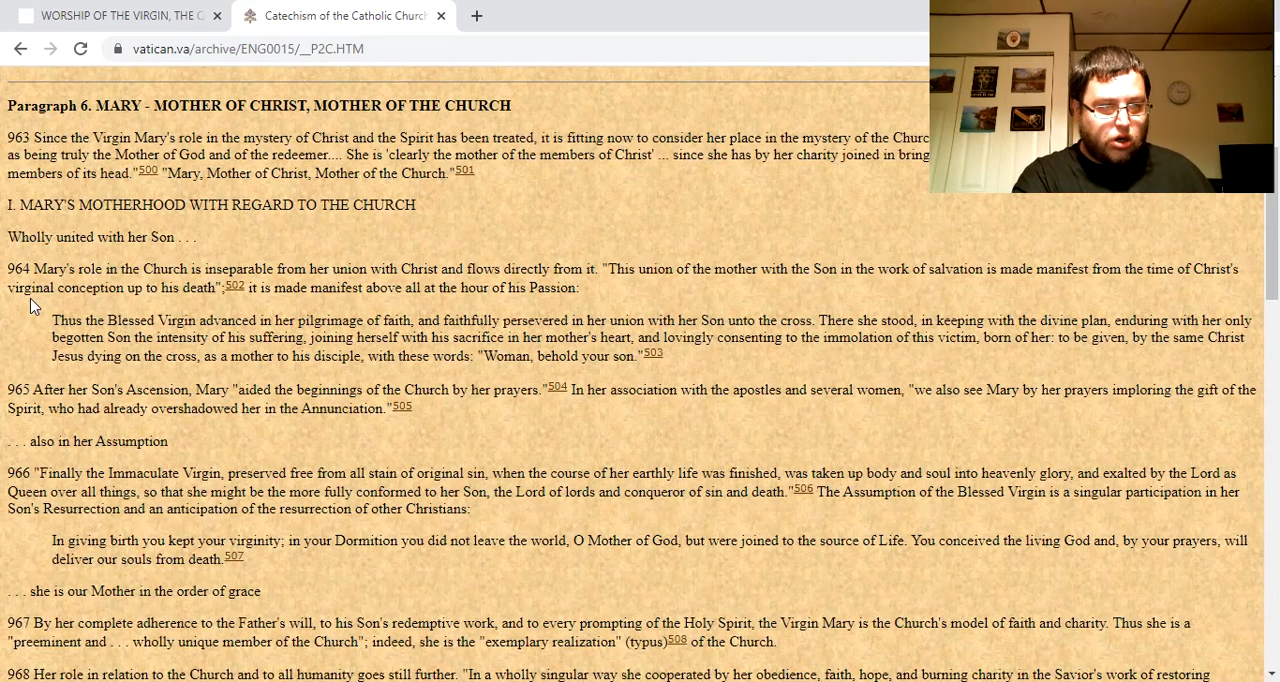 WORSHIP OF THE VIRGIN, THE
Catechism of the Catholic Churc
vatican.va/archive/ENG0015/__P2C.HTM
Paragraph 6. MARY - MOTHER OF CHRIST, MOTHER OF THE CHURCH
963 Since the Virgin Mary's role in the mystery of Christ and the Spirit has been treated, it is fitting now to consider her place in the mystery of the Churc
as being truly the Mother of God and of the redeemer.... She is 'clearly the mother of the members of Christ' ... since she has by her charity joined in bring
members of its head."500 "Mary, Mother of Christ, Mother of the Church."501
I. MARY'S MOTHERHOOD WITH REGARD TO THE CHURCH
Wholly united with her Son . . .
964 Mary's role in the Church is inseparable from her union with Christ and flows directly from it. "This union of the mother with the Son in the work of salvation is made manifest from the time of Christ's
virginal conception up to his death";502 it is made manifest above all at the hour of his Passion:
Thus the Blessed Virgin advanced in her pilgrimage of faith, and faithfully persevered in her union with her Son unto the cross. There she stood, in keeping with the divine plan, enduring with her only
begotten Son the intensity of his suffering, joining herself with his sacrifice in her mother's heart, and lovingly consenting to the immolation of this victim, born of her: to be given, by the same Christ
Jesus dying on the cross, as a mother to his disciple, with these words: "Woman, behold your son."503
965 After her Son's Ascension, Mary "aided the beginnings of the Church by her prayers."504 In her association with the apostles and several women, "we also see Mary by her prayers imploring the gift of the
Spirit, who had already overshadowed her in the Annunciation."505
. . . also in her Assumption
966 "Finally the Immaculate Virgin, preserved free from all stain of original sin, when the course of her earthly life was finished, was taken up body and soul into heavenly glory, and exalted by the Lord as
Queen over all things, so that she might be the more fully conformed to her Son, the Lord of lords and conqueror of sin and death."506 The Assumption of the Blessed Virgin is a singular participation in her
Son's Resurrection and an anticipation of the resurrection of other Christians:
In giving birth you kept your virginity; in your Dormition you did not leave the world, O Mother of God, but were joined to the source of Life. You conceived the living God and, by your prayers, will
deliver our souls from death.507
. . . she is our Mother in the order of grace
967 By her complete adherence to the Father's will, to his Son's redemptive work, and to every prompting of the Holy Spirit, the Virgin Mary is the Church's model of faith and charity. Thus she is a
"preeminent and . . . wholly unique member of the Church"; indeed, she is the "exemplary realization" (typus)508 of the Church.
968 Her role in relation to the Church and to all humanity goes still further. "In a wholly singular way she cooperated by her obedience, faith, hope, and burning charity in the Savior's work of restoring